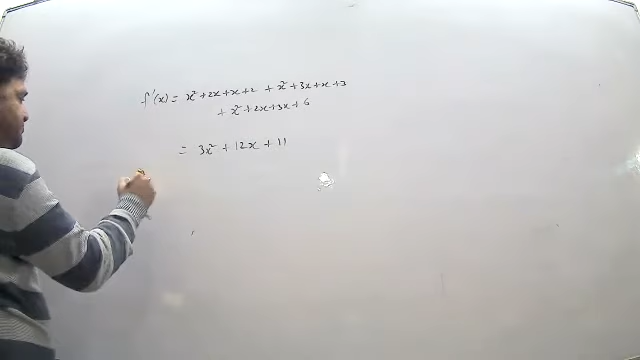 f'(x) = x² + 2x + x + 2 + x² + 3x + x + 3
+ x² + 2x + 3x + 6
= 3x² + 12x + 11